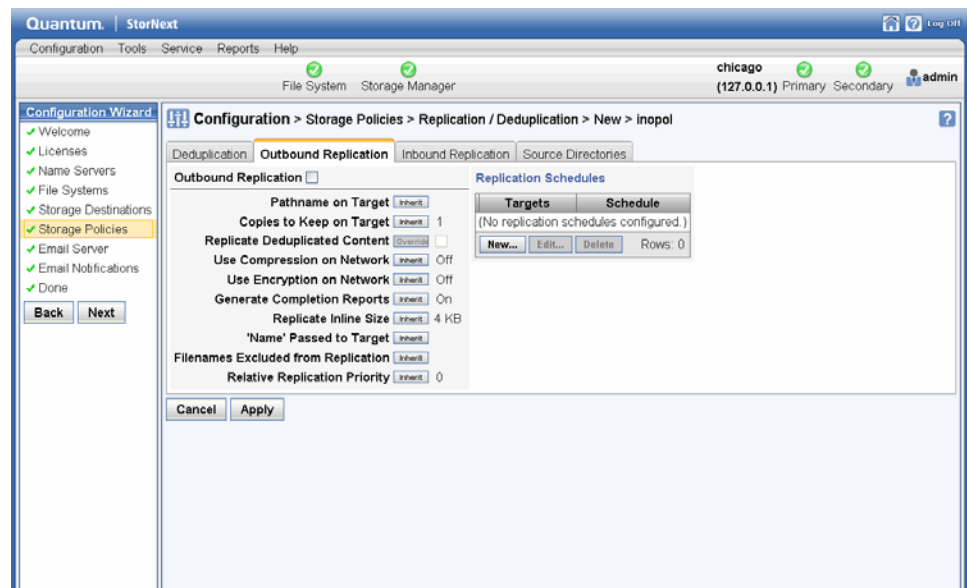 Quantum. | StorNext
Log Off
Configuration Tools Service Reports Help
File System Storage Manager
chicago
(127.0.0.1) Primary Secondary admin
Configuration Wizard
Welcome
Licenses
Name Servers
File Systems
Storage Destinations
Storage Policies
Email Server
Email Notifications
Done
Back Next
Configuration > Storage Policies > Replication / Deduplication > New > inopol
?
Deduplication Outbound Replication Inbound Replication Source Directories
Outbound Replication
Pathname on Target Inherit
Copies to Keep on Target Inherit 1
Replicate Deduplicated Content Override
Use Compression on Network Inherit Off
Use Encryption on Network Inherit Off
Generate Completion Reports Inherit On
Replicate Inline Size Inherit 4 KB
'Name' Passed to Target Inherit
Filenames Excluded from Replication Inherit
Relative Replication Priority Inherit 0
Replication Schedules
Targets Schedule
(No replication schedules configured.)
New... Edit... Delete Rows: 0
Cancel Apply